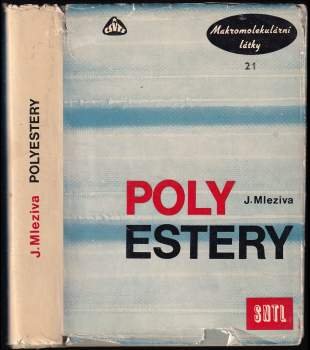 J. Mleziva POLYESTERY
Makromolekulární
látky
21
POLY
J. Mleziva
ESTERY
SNTL